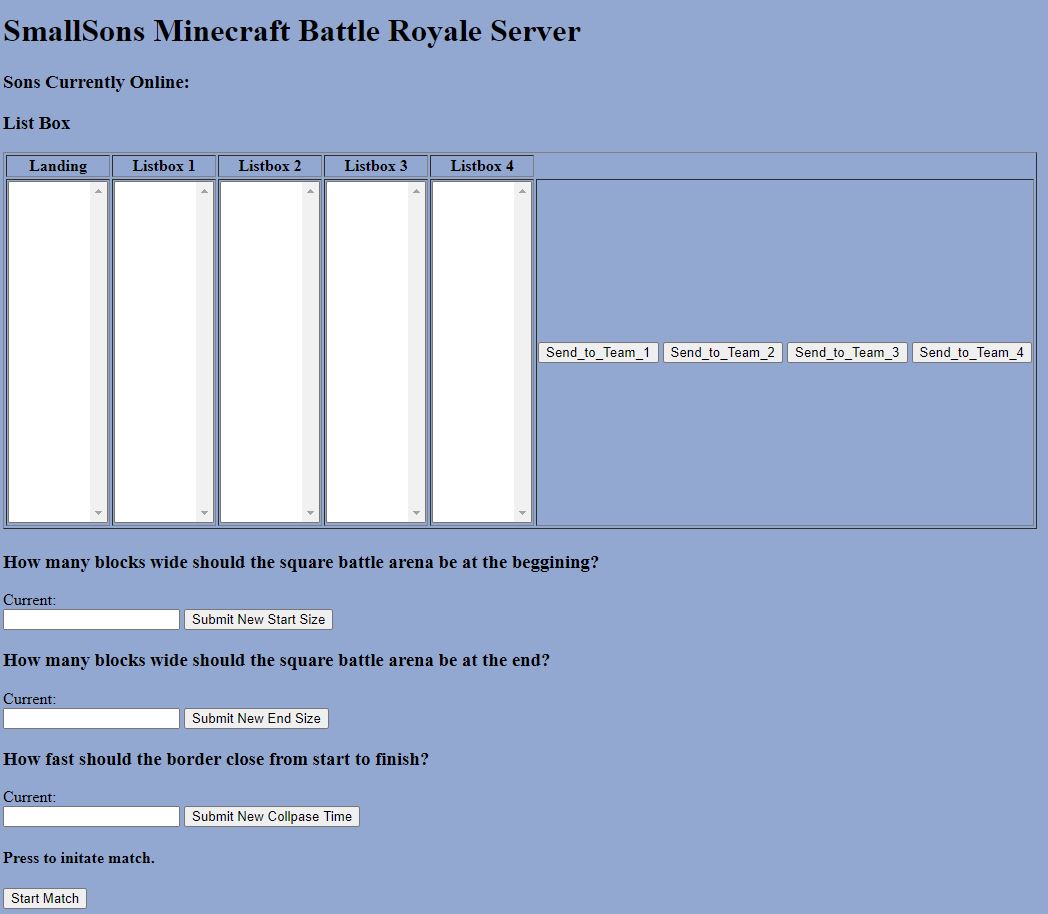 SmallSons Minecraft Battle Royale Server
Sons Currently Online:
List Box
Landing Listbox 1 Listbox 2 Listbox 3 Listbox 4
Send_to_Team_1 Send_to_Team_2 Send_to_Team_3 Send_to_Team_4
How many blocks wide should the square battle arena be at the beggining?
Current:
Submit New Start Size
How many blocks wide should the square battle arena be at the end?
Current:
Submit New End Size
How fast should the border close from start to finish?
Current:
Submit New Collpase Time
Press to initate match.
Start Match